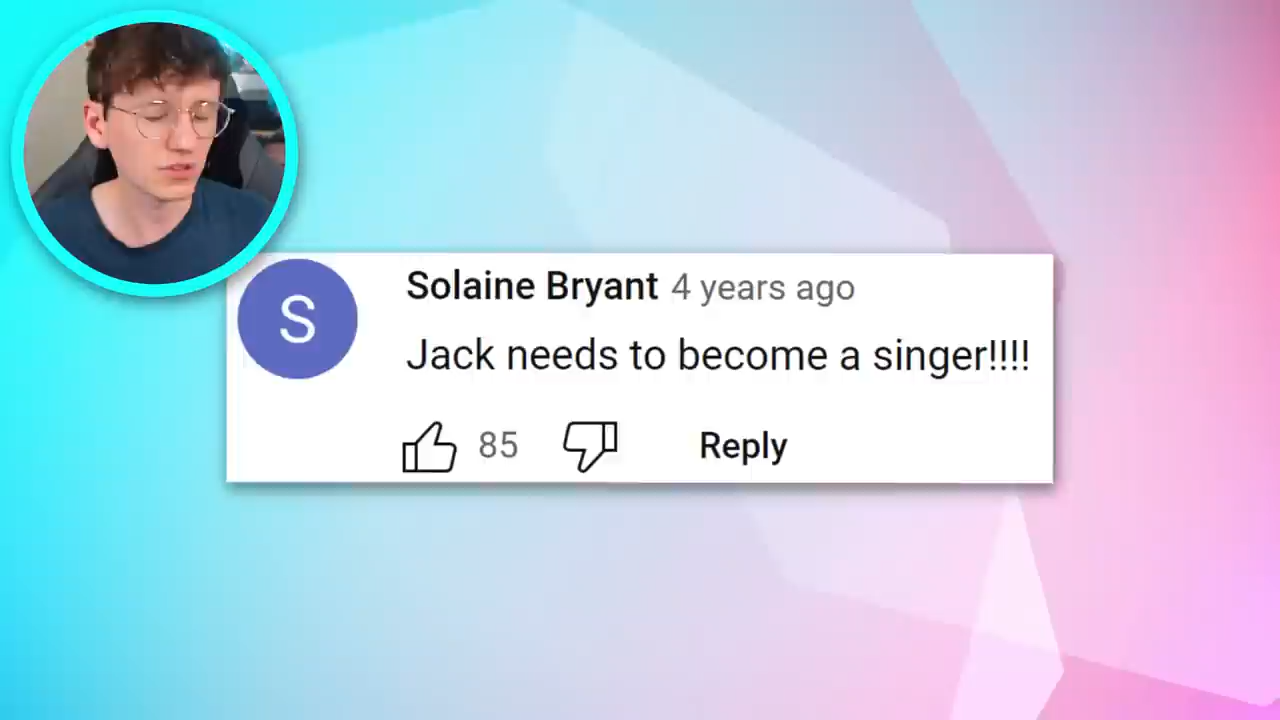 S
Solaine Bryant 4 years ago
Jack needs to become a singer!!!!
85
Reply